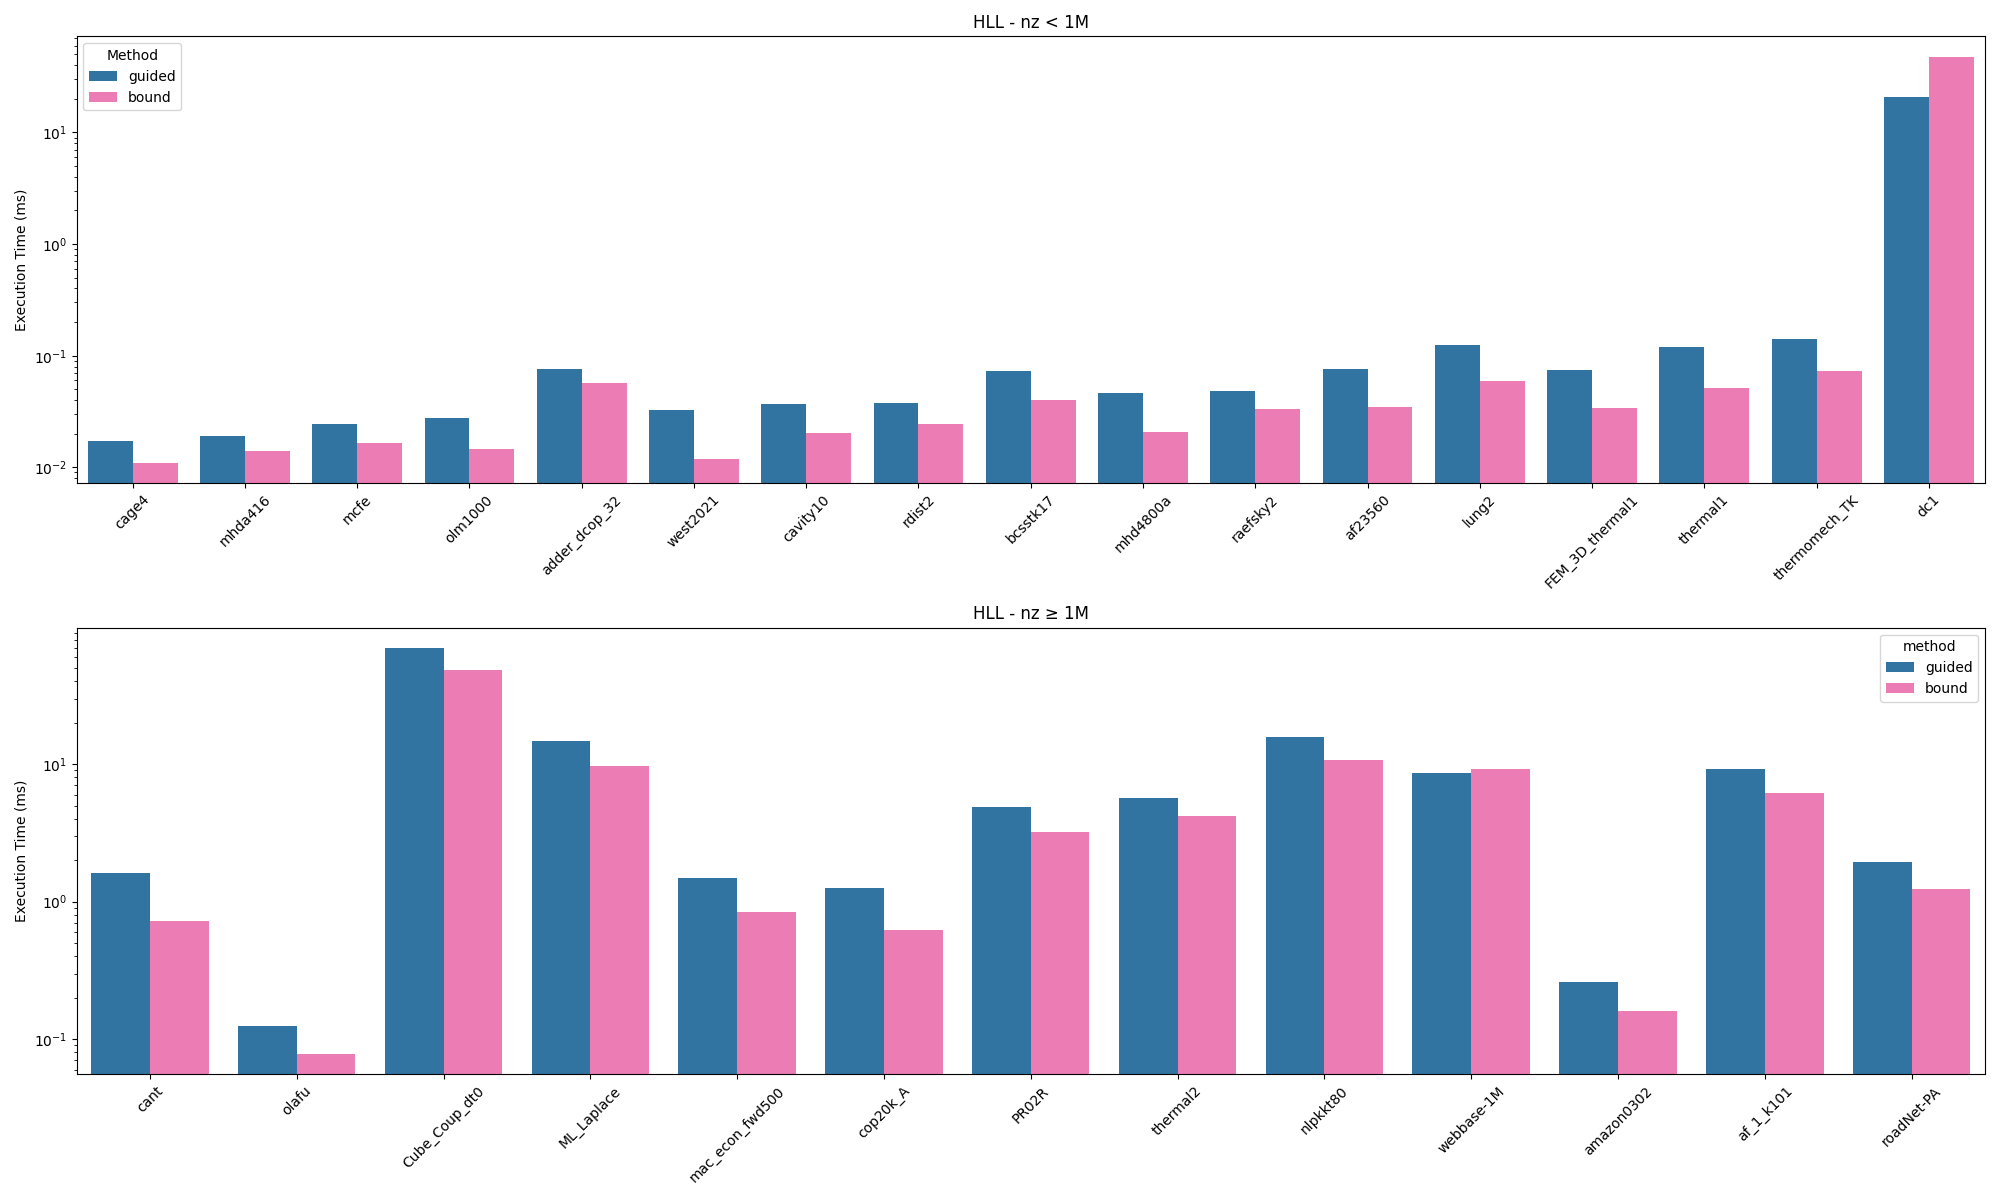 HLL - nz < 1M
Method
guided
bound
Execution Time (ms)
10¹
10⁰
10⁻¹
10⁻²
cage4
mhda416
mcfe
olm1000
adder_dcop_32
west2021
cavity10
rdist2
bcsstk17
mhd4800a
raefsky2
af23560
lung2
FEM_3D_thermal1
thermal1
thermomech_TK
dc1
HLL - nz ≥ 1M
method
guided
bound
Execution Time (ms)
10¹
10⁰
10⁻¹
cant
olafu
Cube_Coup_dt0
ML_Laplace
mac_econ_fwd500
cop20k_A
PR02R
thermal2
nlpkkt80
webbase-1M
amazon0302
af_1_k101
roadNet-PA